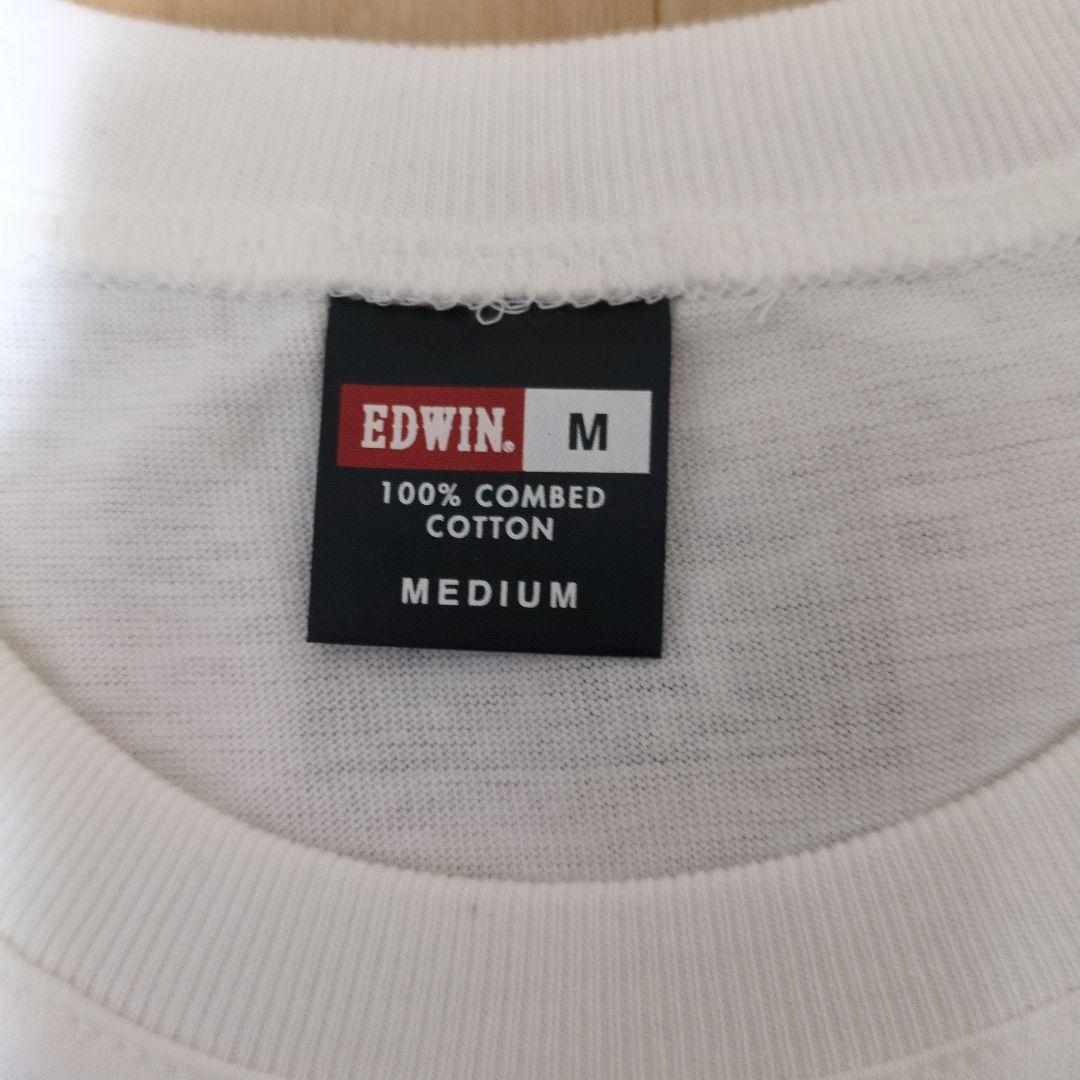 EDWIN. M
100% COMBED
COTTON
MEDIUM